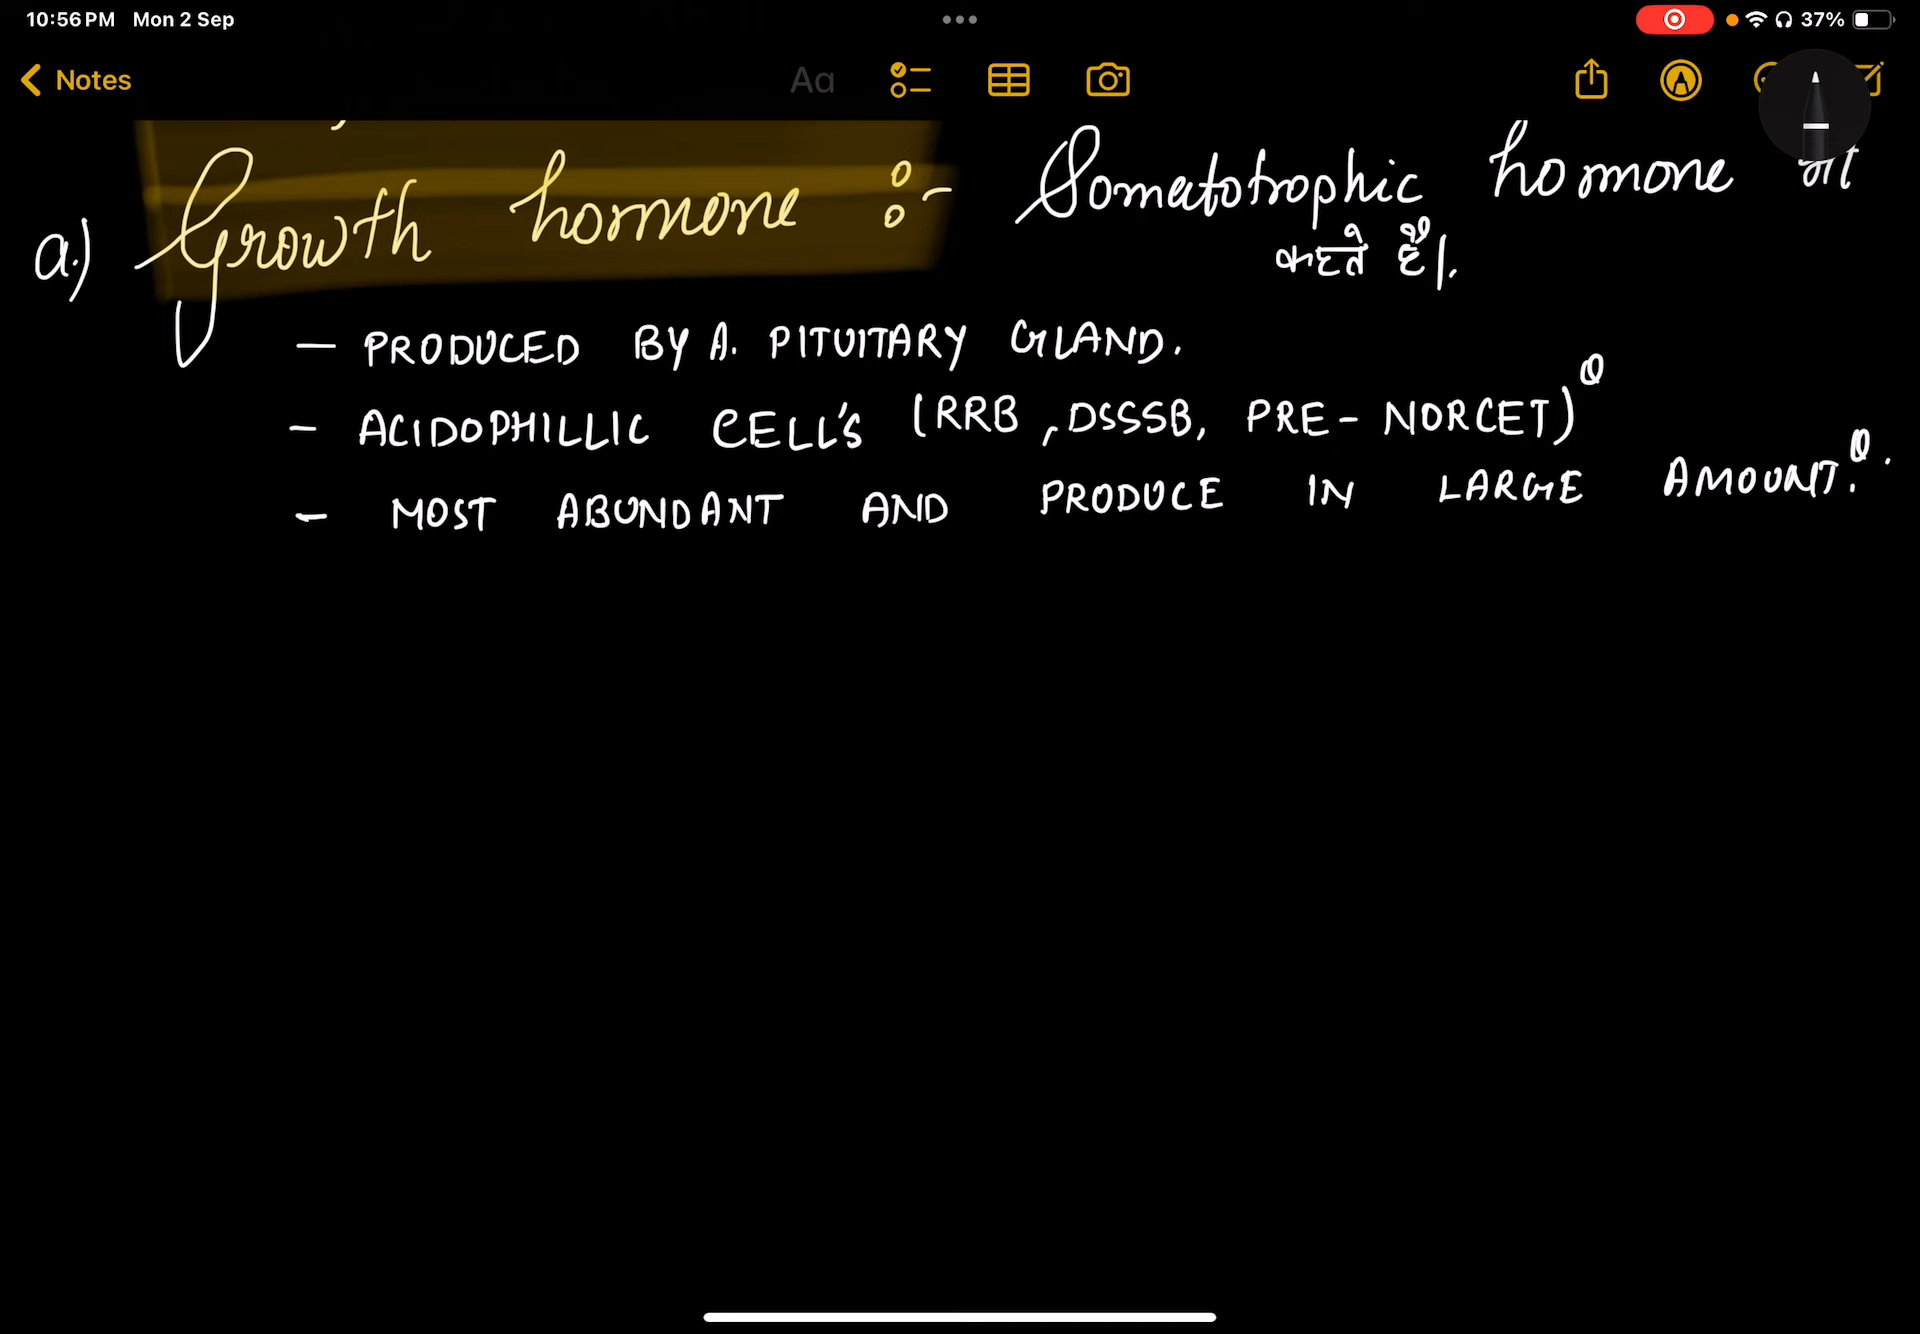 10:56 PM Mon 2 Sep
37%
Notes
Aa
a.) Growth hormone :- Somatotrophic homone भी
कहते हैं।.
— PRODUCED BY A. PITUITARY GLAND.
- ACIDOPHILLIC CELL'S (RRB, DSSSB, PRE-NORCET) Q
- MOST ABUNDANT AND PRODUCE IN LARGE AMOUNT. Q.